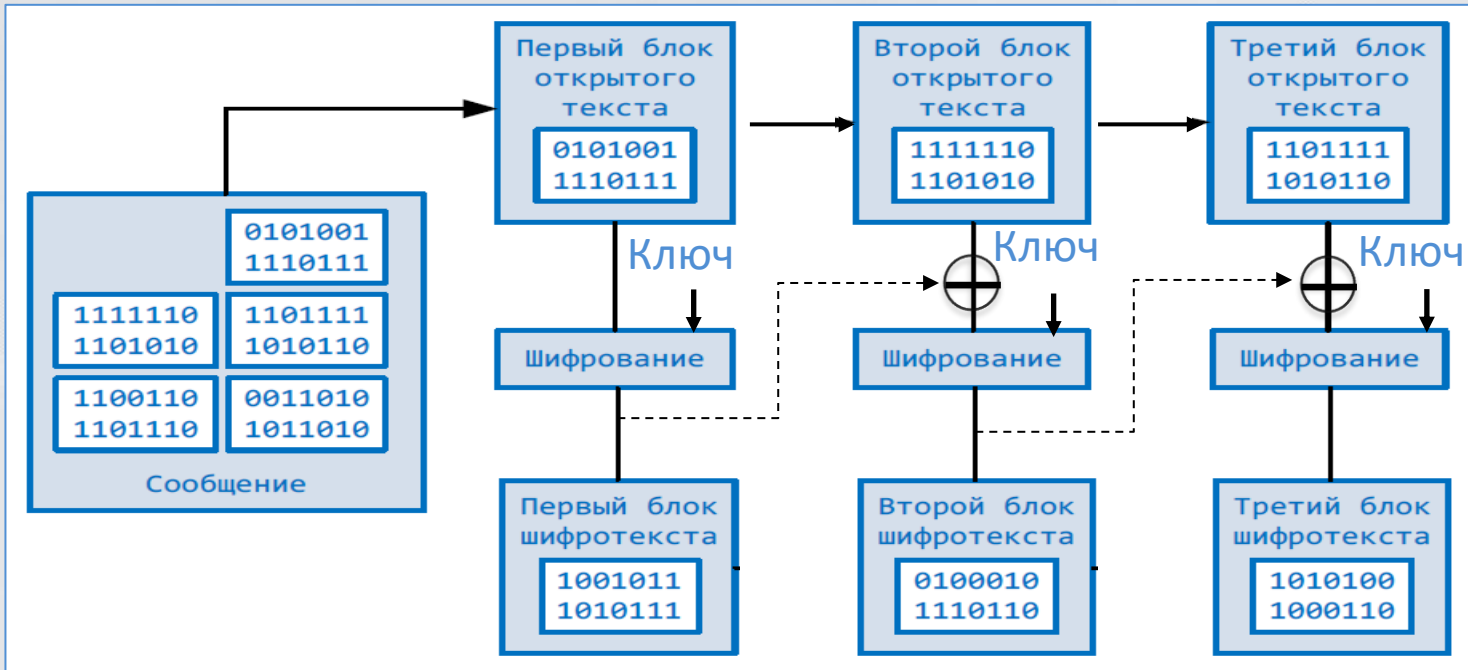 Первый блок
открытого
текста
0101001
1110111
Второй блок
открытого
текста
1111110
1101010
Третий блок
открытого
текста
1101111
1010110
0101001
1110111
1111110
1101010
1101111
1010110
1100110
1101110
0011010
1011010
Сообщение
Ключ
Ключ
Ключ
Шифрование
Шифрование
Шифрование
Первый блок
шифротекста
1001011
1010111
Второй блок
шифротекста
0100010
1110110
Третий блок
шифротекста
1010100
1000110